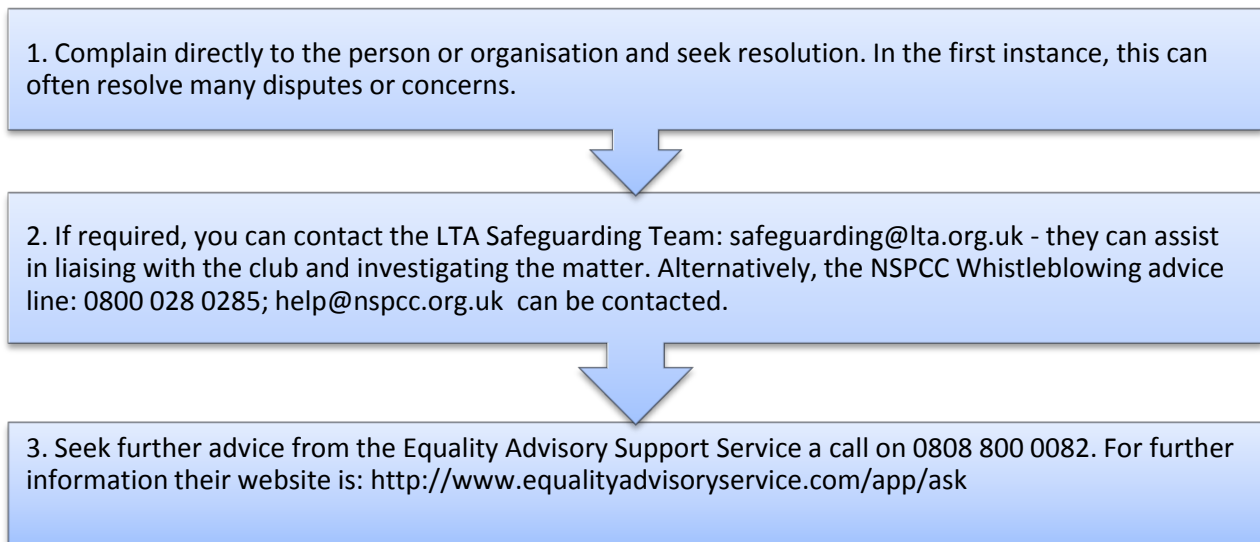 1. Complain directly to the person or organisation and seek resolution. In the first instance, this can
often resolve many disputes or concerns.
2. If required, you can contact the LTA Safeguarding Team: safeguarding@lta.org.uk - they can assist
in liaising with the club and investigating the matter. Alternatively, the NSPCC Whistleblowing advice
line: 0800 028 0285; help@nspcc.org.uk  can be contacted.
3. Seek further advice from the Equality Advisory Support Service a call on 0808 800 0082. For further
information their website is: http://www.equalityadvisoryservice.com/app/ask